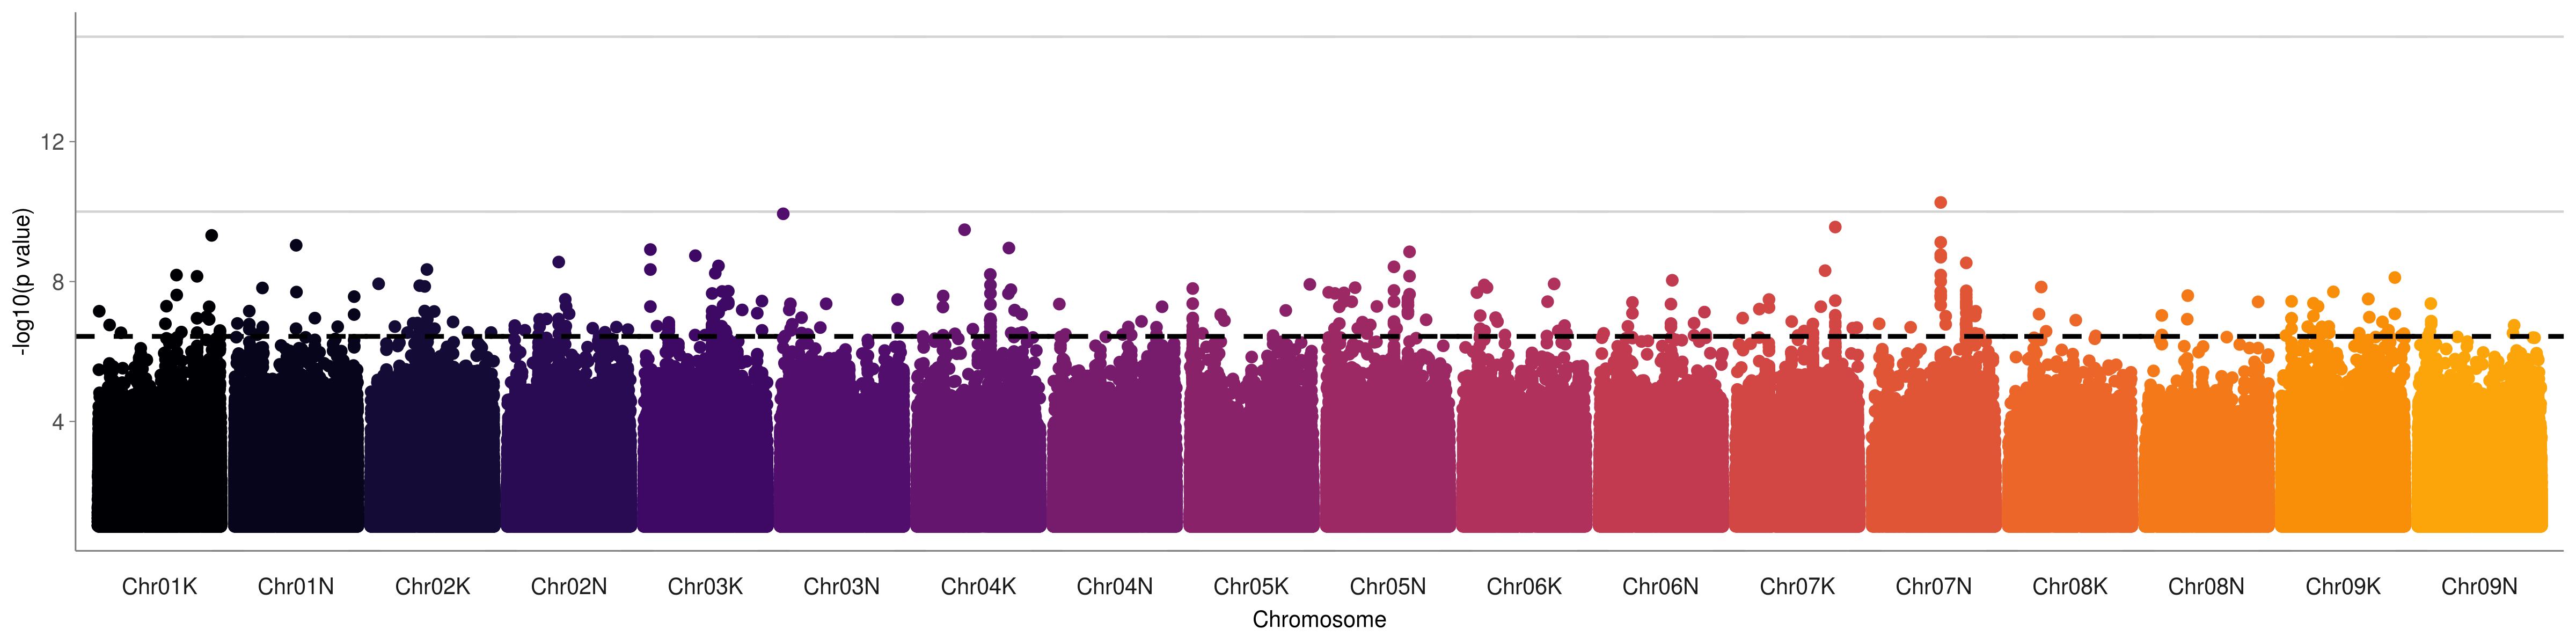 -log10(p value)
12
8
4
Chr01K Chr01N Chr02K Chr02N Chr03K Chr03N Chr04K Chr04N Chr05K Chr05N Chr06K Chr06N Chr07K Chr07N Chr08K Chr08N Chr09K Chr09N
Chromosome